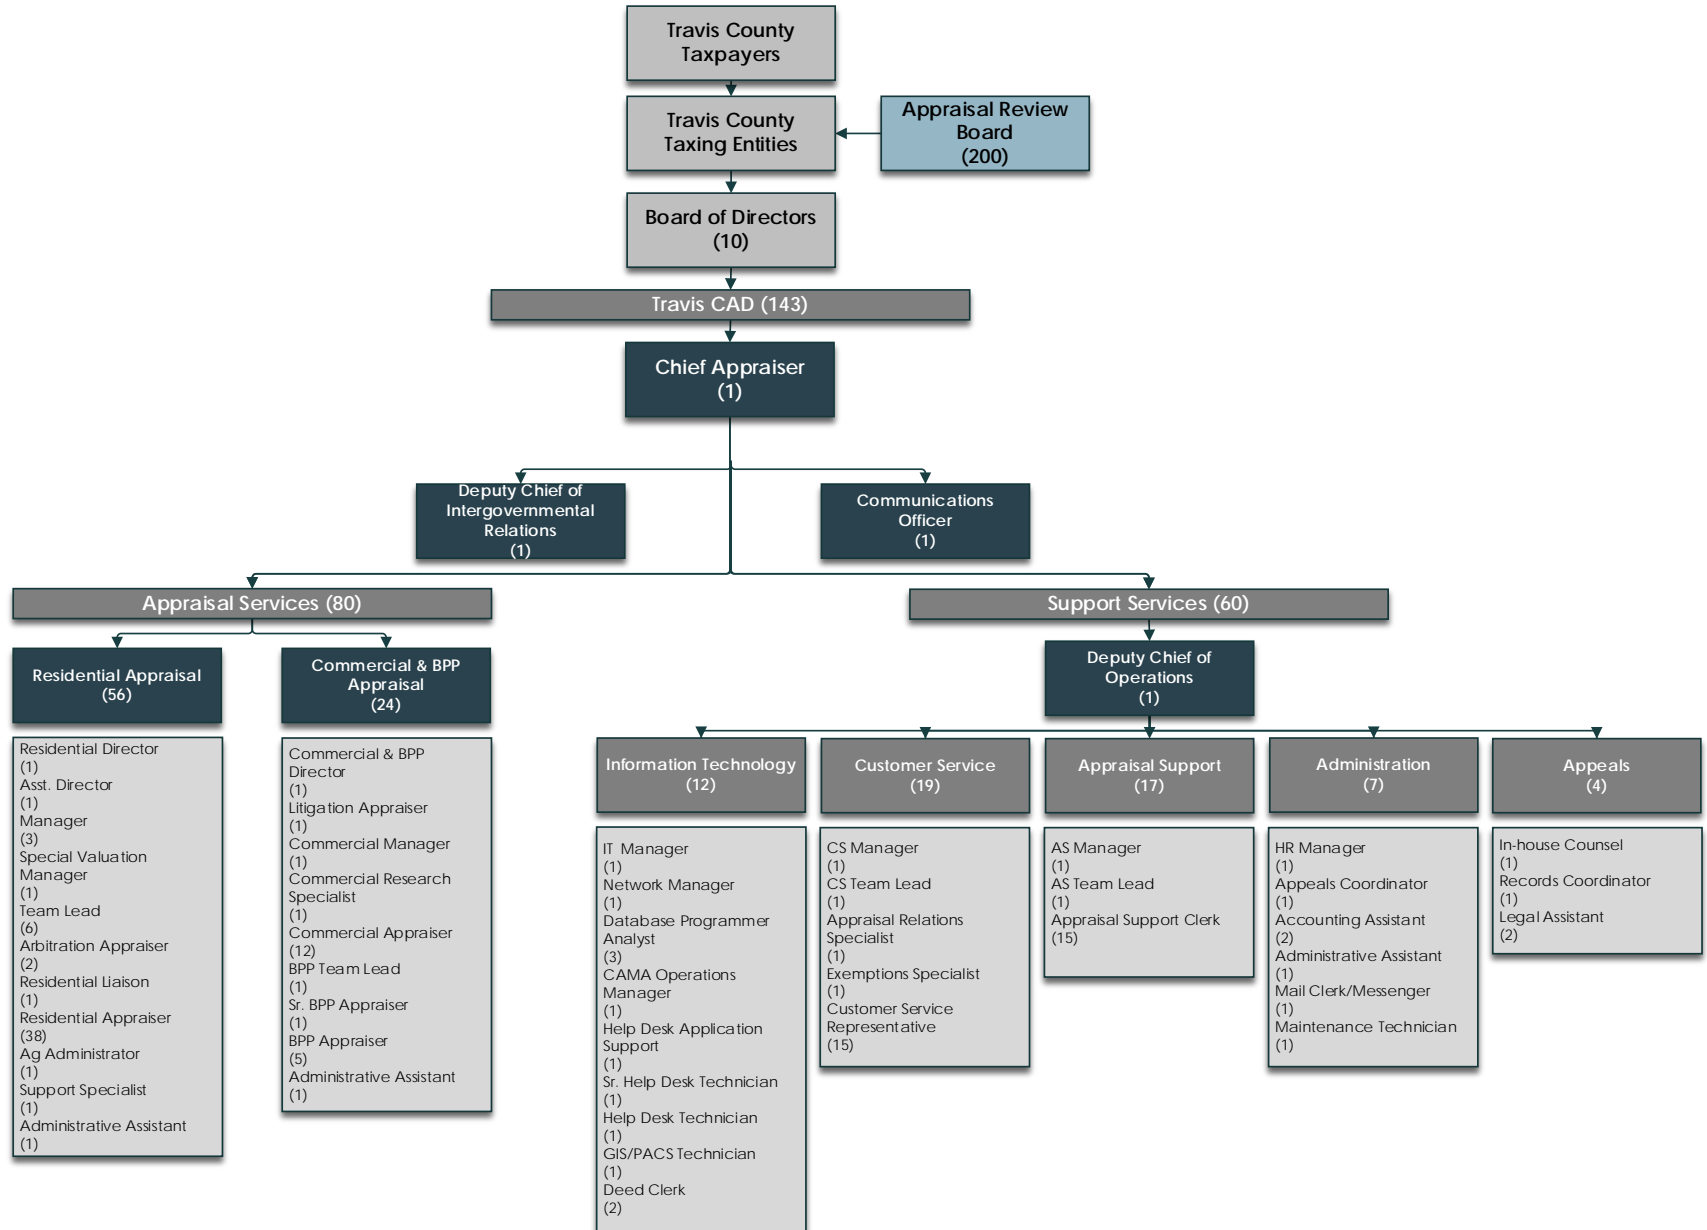 Travis County
Taxpayers
Travis County
Taxing Entities
Appraisal Review
Board
(200)
Board of Directors
(10)
Travis CAD (143)
Chief Appraiser
(1)
Deputy Chief of
Intergovernmental
Relations
(1)
Communications
Officer
(1)
Appraisal Services (80)
Support Services (60)
Residential Appraisal
(56)
Commercial & BPP
Appraisal
(24)
Deputy Chief of
Operations
(1)
Residential Director
(1)
Asst. Director
(1)
Manager
(3)
Special Valuation
Manager
(1)
Team Lead
(6)
Arbitration Appraiser
(2)
Residential Liaison
(1)
Residential Appraiser
(38)
Ag Administrator
(1)
Support Specialist
(1)
Administrative Assistant
(1)
Commercial & BPP
Director
(1)
Litigation Appraiser
(1)
Commercial Manager
(1)
Commercial Research
Specialist
(1)
Commercial Appraiser
(12)
BPP Team Lead
(1)
Sr. BPP Appraiser
(1)
BPP Appraiser
(5)
Administrative Assistant
(1)
Information Technology
(12)
IT Manager
(1)
Network Manager
(1)
Database Programmer
Analyst
(3)
CAMA Operations
Manager
(1)
Help Desk Application
Support
(1)
Sr. Help Desk Technician
(1)
Help Desk Technician
(1)
GIS/PACS Technician
(1)
Deed Clerk
(2)
Customer Service
(19)
CS Manager
(1)
CS Team Lead
(1)
Appraisal Relations
Specialist
(1)
Exemptions Specialist
(1)
Customer Service
Representative
(15)
Appraisal Support
(17)
AS Manager
(1)
AS Team Lead
(1)
Appraisal Support Clerk
(15)
Administration
(7)
HR Manager
(1)
Appeals Coordinator
(1)
Accounting Assistant
(2)
Administrative Assistant
(1)
Mail Clerk/Messenger
(1)
Maintenance Technician
(1)
Appeals
(4)
In-house Counsel
(1)
Records Coordinator
(1)
Legal Assistant
(2)